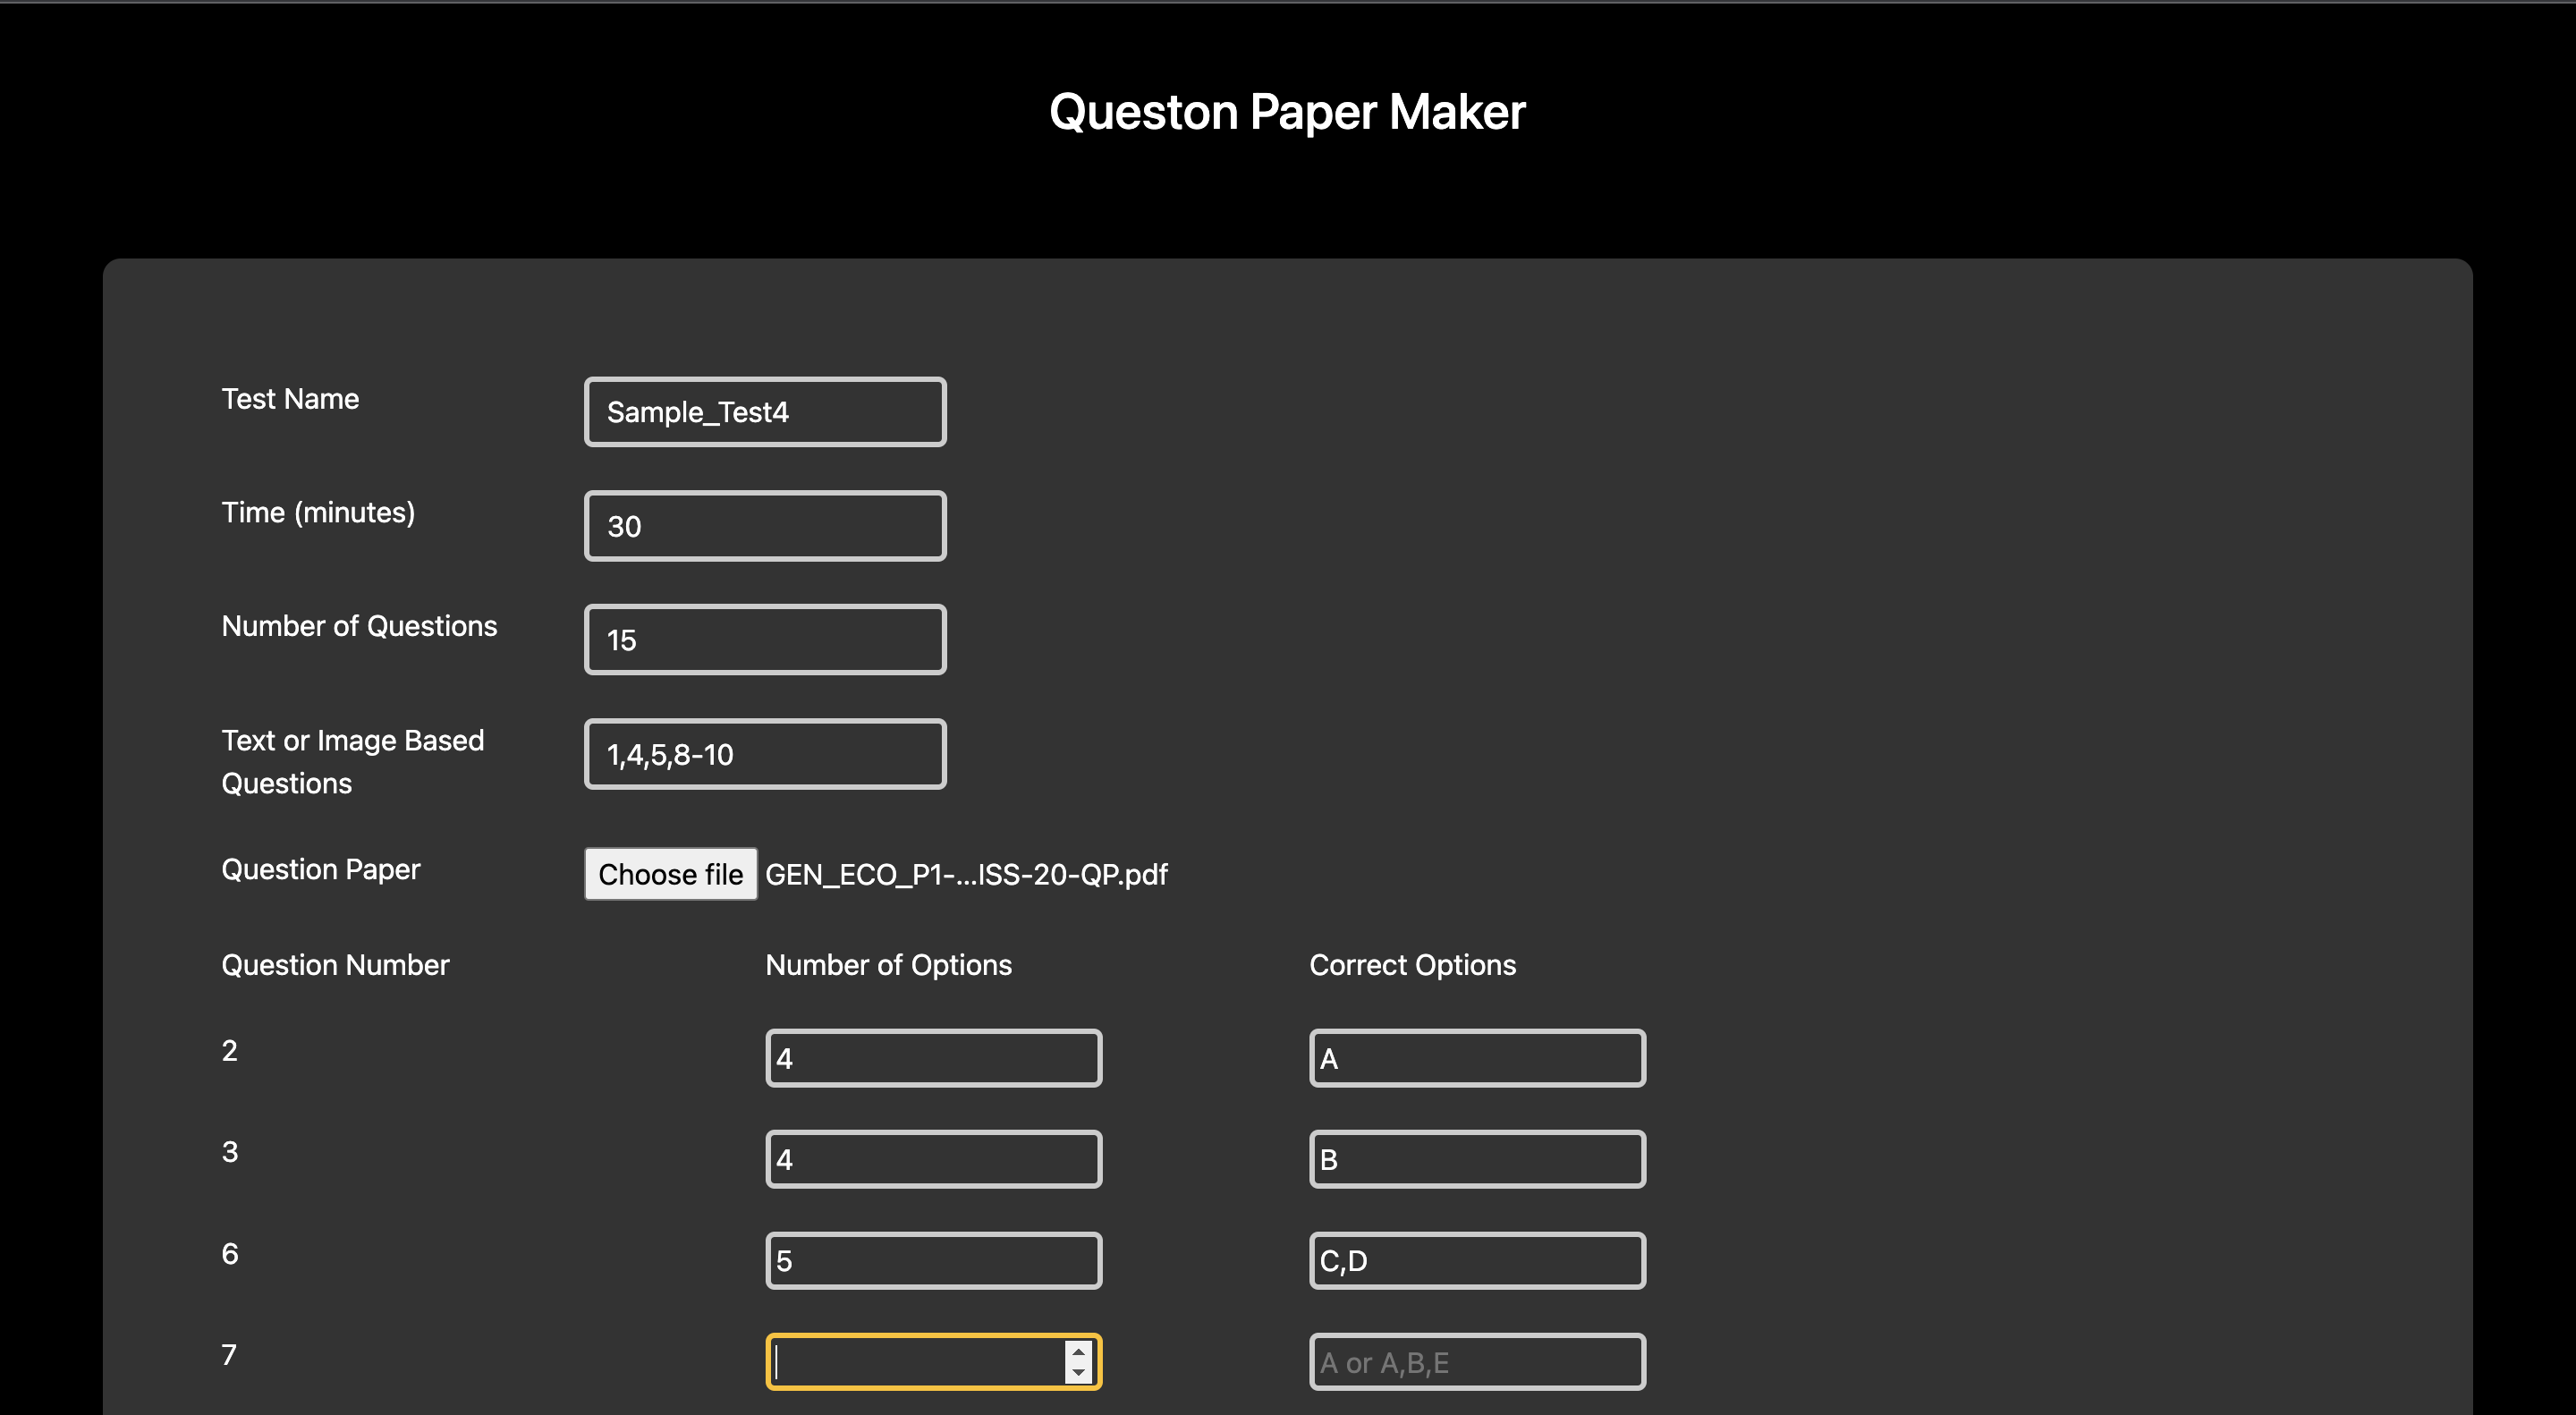 Queston Paper Maker
Test Name Sample_Test4
Time (minutes) 30
Number of Questions 15
Text or Image Based 1,4,5,8-10
Questions
Question Paper Choose file GEN_ECO_P1-...ISS-20-QP.pdf
Question Number Number of Options Correct Options
2 4 A
3 4 B
6 5 C,D
7 A or A,B,E